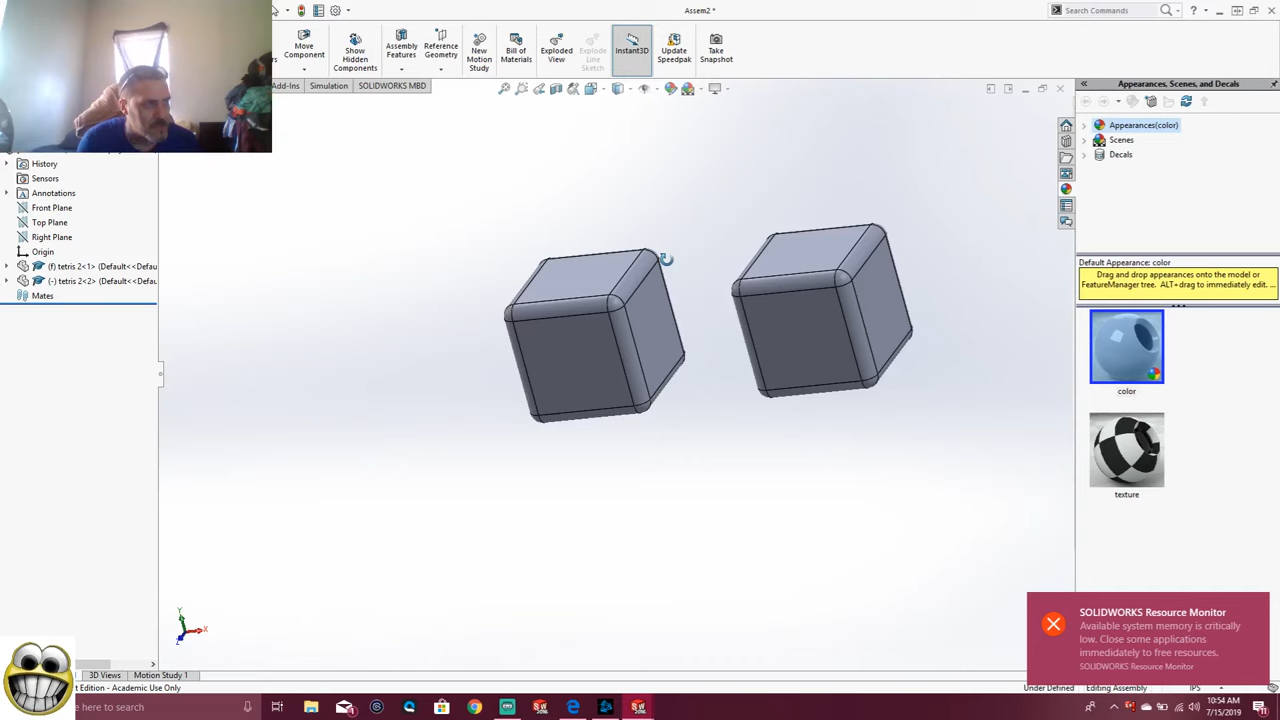 Assem2 *
Search Commands
Move Component
Show Hidden Components
Assembly Features
Reference Geometry
New Motion Study
Bill of Materials
Exploded View
Explode Line Sketch
Instant3D
Update Speedpak
Take Snapshot
Add-Ins
Simulation
SOLIDWORKS MBD
Appearances, Scenes, and Decals
Appearances(color)
Scenes
Decals
History
Sensors
Annotations
Front Plane
Top Plane
Right Plane
Origin
(f) tetris 2<1> (Default<<Defau
(-) tetris 2<2> (Default<<Defau
Mates
Default Appearance: color
Drag and drop appearances onto the model or
FeatureManager tree. ALT+drag to immediately edit. ...
color
texture
Y
X
Z
SOLIDWORKS Resource Monitor
Available system memory is critically
low. Close some applications
immedidately to free resources.
SOLIDWORKS Resource Monitor
3D Views
Motion Study 1
t Edition - Academic Use Only
Under Defined
Editing Assembly
IPS
here to search
10:54 AM
7/15/2019